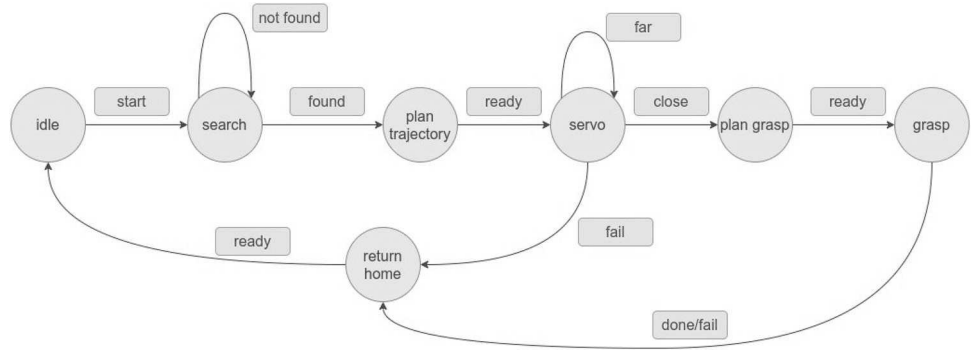 not found
far
start
found
ready
close
ready
idle
search
plan
trajectory
servo
plan grasp
grasp
fail
ready
return
home
done/fail